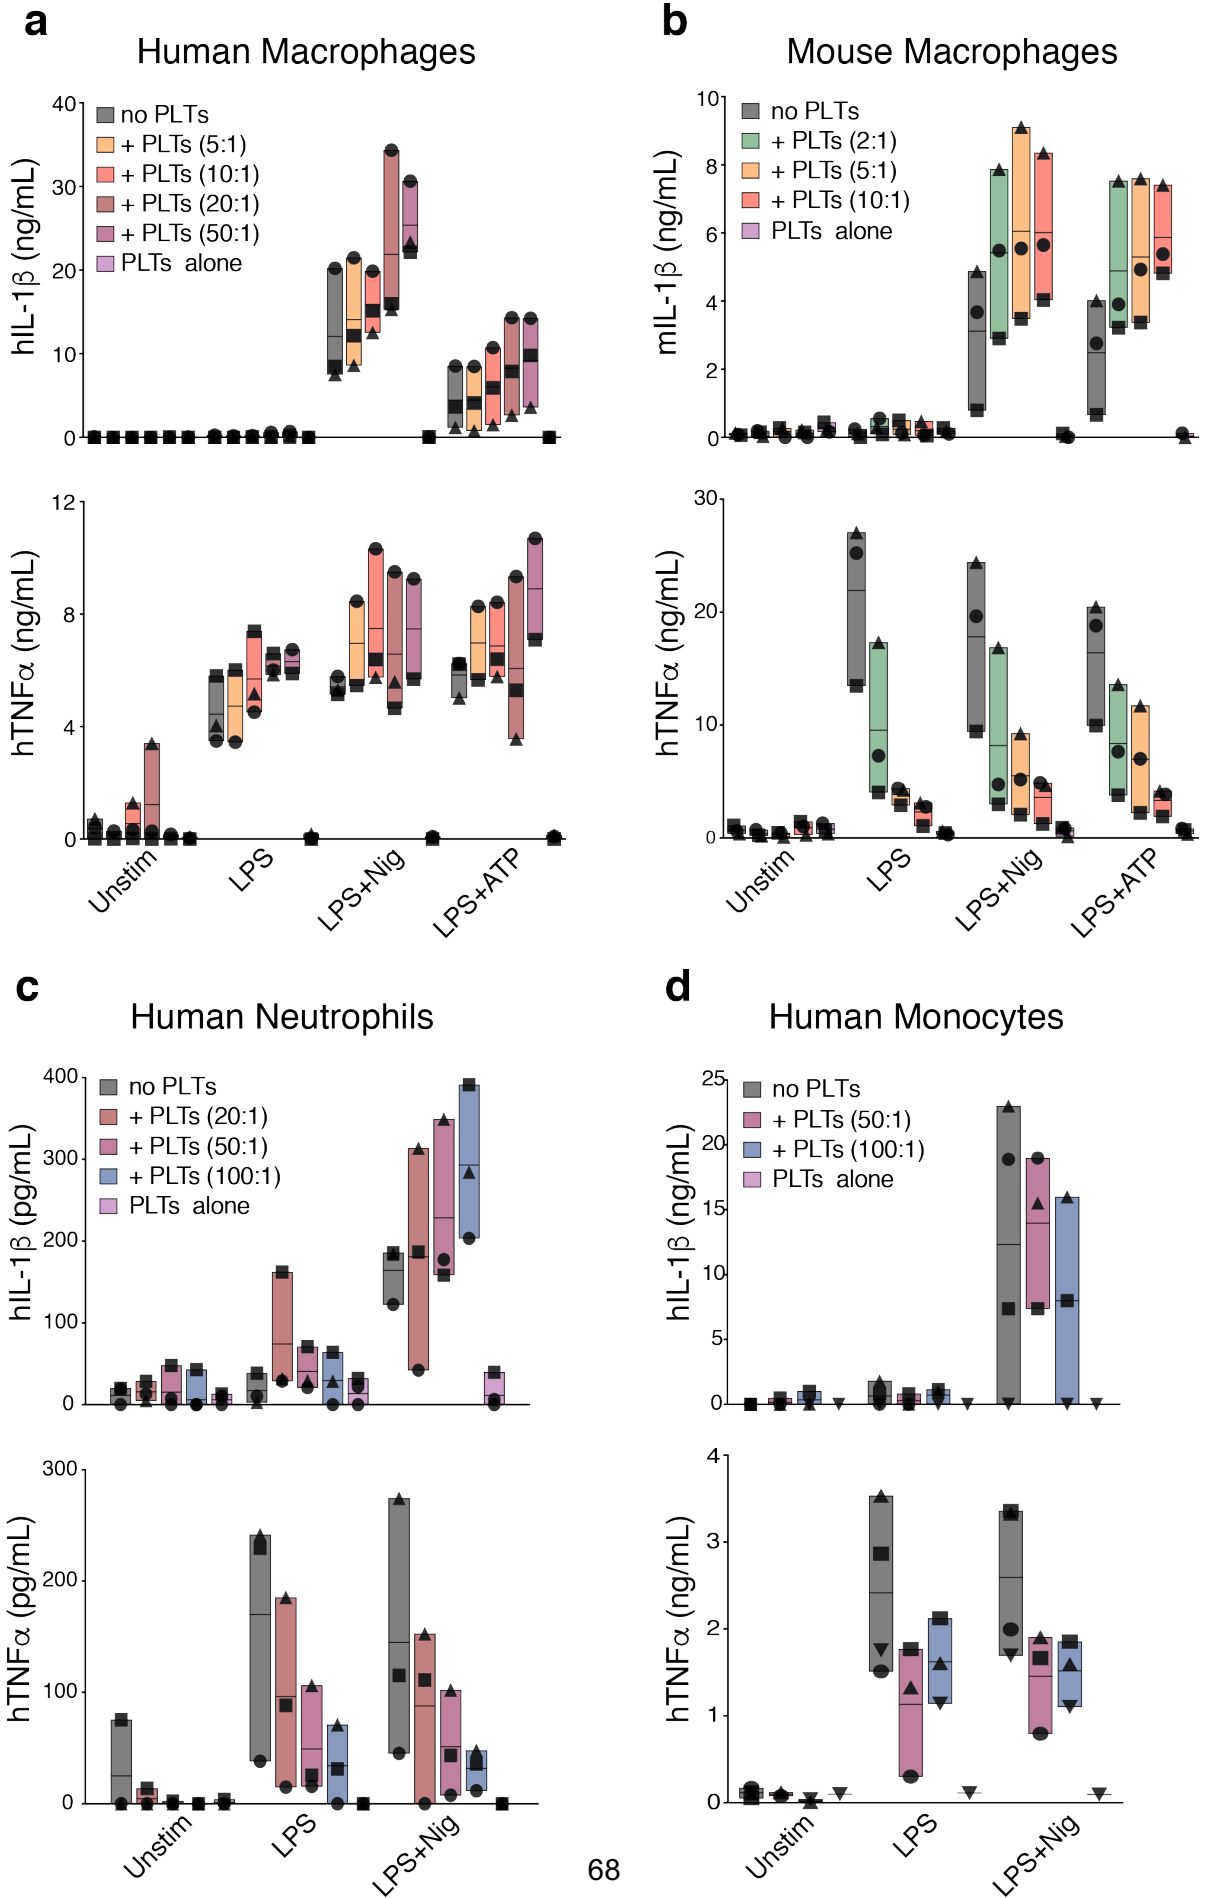 a
Human Macrophages
hIL-1β (ng/mL)
40
30
20
10
0
no PLTs
+ PLTs (5:1)
+ PLTs (10:1)
+ PLTs (20:1)
+ PLTs (50:1)
PLTs alone
hTNFα (ng/mL)
12
8
4
0
Unstim
LPS
LPS+Nig
LPS+ATP
b
Mouse Macrophages
mIL-1β (ng/mL)
10
8
6
4
2
0
no PLTs
+ PLTs (2:1)
+ PLTs (5:1)
+ PLTs (10:1)
PLTs alone
hTNFα (ng/mL)
30
20
10
0
Unstim
LPS
LPS+Nig
LPS+ATP
c
Human Neutrophils
hIL-1β (pg/mL)
400
300
200
100
0
no PLTs
+ PLTs (20:1)
+ PLTs (50:1)
+ PLTs (100:1)
PLTs alone
hTNFα (pg/mL)
300
200
100
0
Unstim
LPS
LPS+Nig
d
Human Monocytes
hIL-1β (ng/mL)
25
20
15
10
5
0
no PLTs
+ PLTs (50:1)
+ PLTs (100:1)
PLTs alone
hTNFα (ng/mL)
4
3
2
1
0
Unstim
LPS
LPS+Nig
68